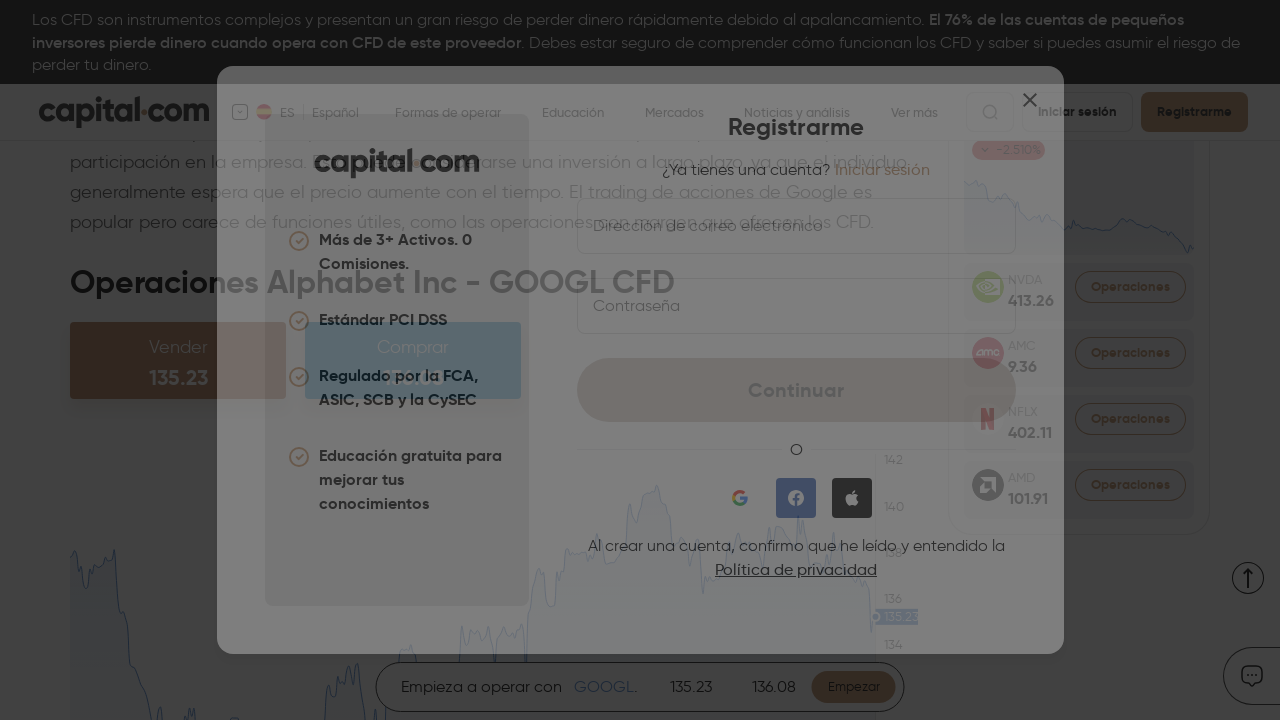 Los CFD son instrumentos complejos y presentan un gran riesgo de perder dinero rápidamente debido al apalancamiento. El 76% de las cuentas de pequeños
inversores pierde dinero cuando opera con CFD de este proveedor. Debes estar seguro de comprender cómo funcionan los CFD y saber si puedes asumir el riesgo de
perder tu dinero.
capital.com
ES
Español
Formas de operar
Educación
Mercados
Noticias y análisis
Ver más
Iniciar sesión
Registrarme
participación en la empresa.
generalmente espera que el precio aumente con el tiempo. El trading de acciones de Google es
popular pero carece de funciones útiles, como las operaciones con margen que ofrecen los CFD.
Operaciones Alphabet Inc - GOOGL CFD
Vender
135.23
Comprar
capital.com
Más de 3+ Activos. 0
Comisiones.
Estándar PCI DSS
Regulado por la FCA,
ASIC, SCB y la CySEC
Educación gratuita para
mejorar tus
conocimientos
Registrarme
¿Ya tienes una cuenta? Iniciar sesión
Dirección de correo electrónico
Contraseña
Continuar
O
Al crear una cuenta, confirmo que he leído y entendido la
Política de privacidad
-2.510%
NVDA
413.26
Operaciones
AMC
9.36
Operaciones
NFLX
402.11
Operaciones
AMD
101.91
Operaciones
142
140
138
136
135.23
134
Empieza a operar con GOOGL.
135.23
136.08
Empezar